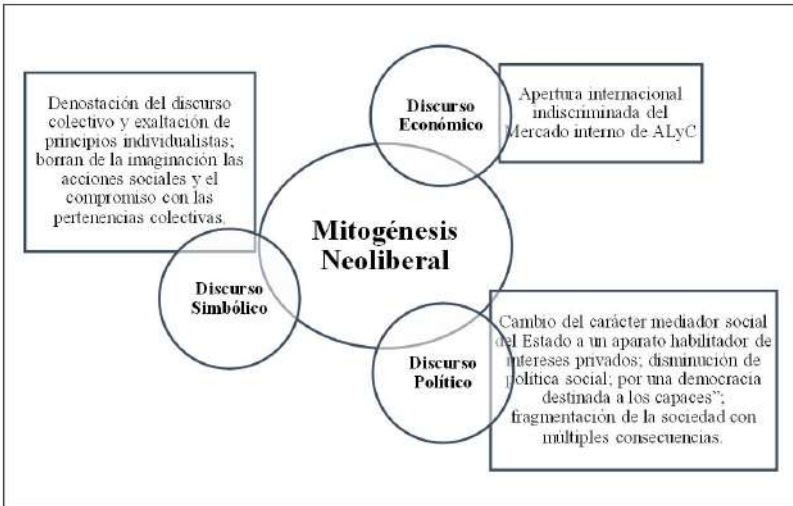 Denostación del discurso
colectivo y exaltación de
principios individualistas;
borran de la imaginación las
acciones sociales y el
compromiso con las
pertenencias colectivas.
Discurso
Económico
Apertura internacional
indiscriminada del
Mercado interno de ALyC
Mitogénesis
Neoliberal
Discurso
Simbólico
Discurso
Político
Cambio del carácter mediador social
del Estado a un aparato habilitador de
intereses privados; disminución de
política social; por una democracia
destinada a los capaces”;
fragmentación de la sociedad con
múltiples consecuencias.